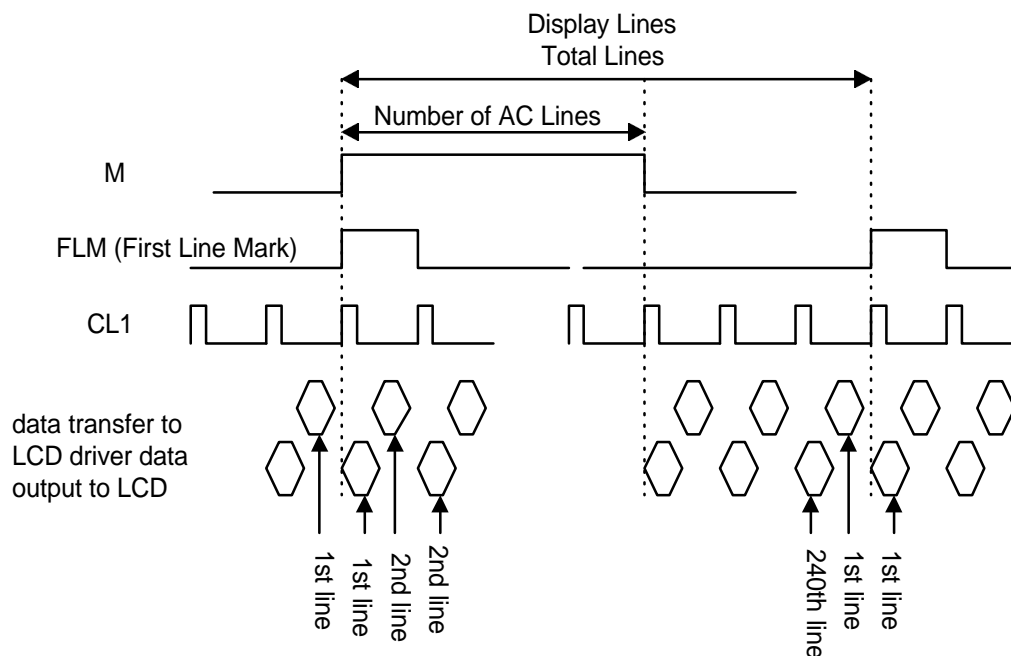 Display Lines
Total Lines
Number of AC Lines
M
FLM (First Line Mark)
CL1
data transfer to
LCD driver data
output to LCD
1st line
1st line
2nd line
2nd line
240th line
1st line
1st line